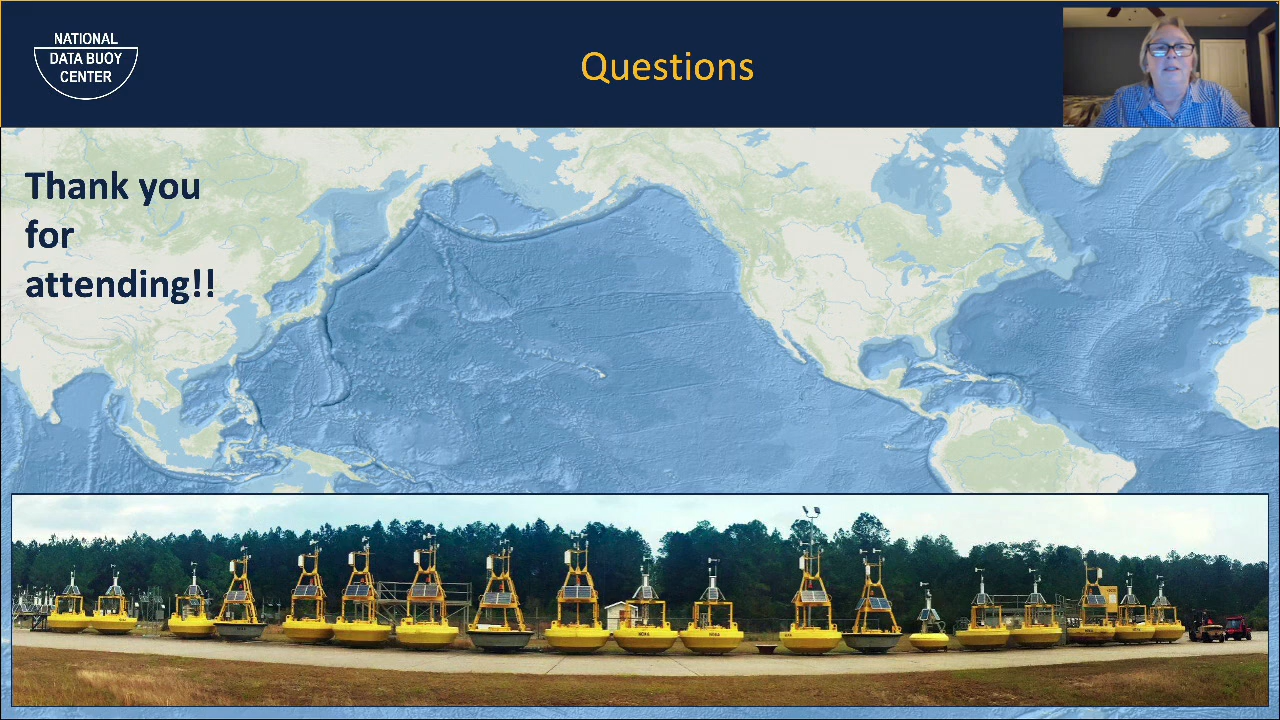 NATIONAL
DATA BUOY
CENTER
Questions
Thank you
for
attending!!